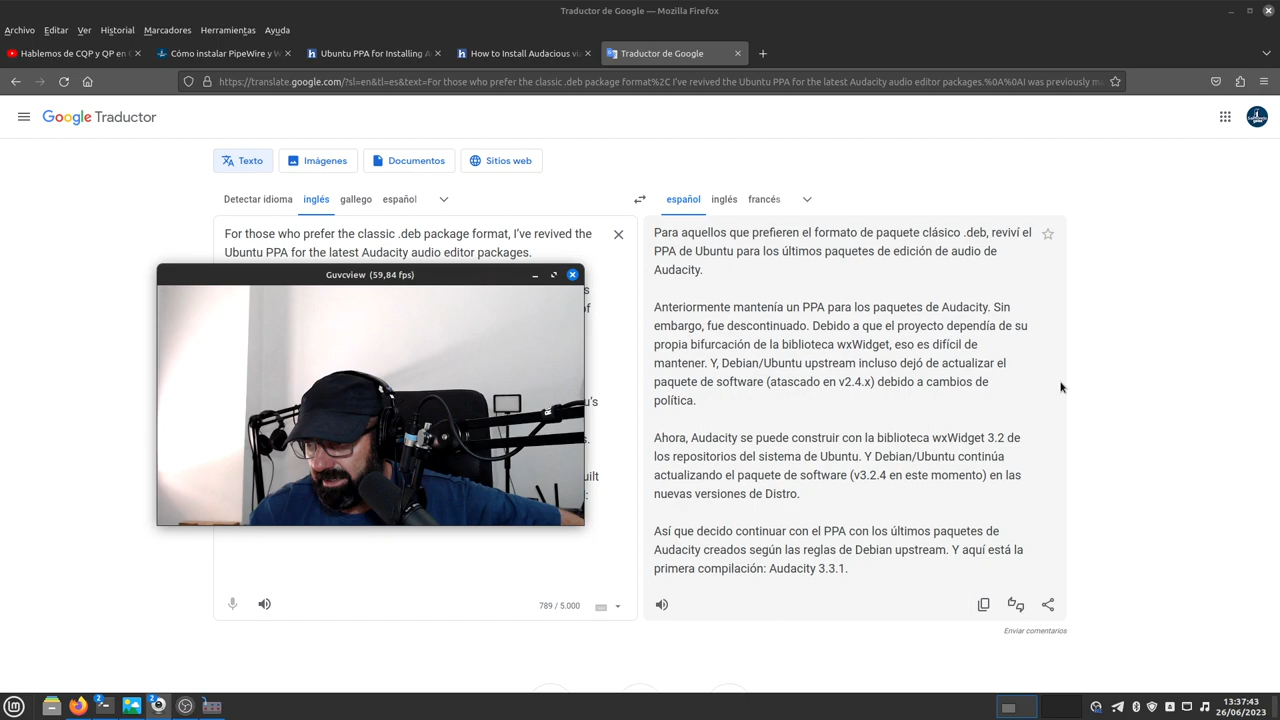 Traductor de Google — Mozilla Firefox
Archivo Editar Ver Historial Marcadores Herramientas Ayuda
Hablemos de CQP y QP en
Cómo instalar PipeWire y W
Ubuntu PPA for Installing A
How to Install Audacious vi
Traductor de Google
https://translate.google.com/?sl=en&tl=es&text=For those who prefer the classic .deb package format%2C I've revived the Ubuntu PPA for the latest Audacity audio editor packages.%0A%0AI was previously
Google Traductor
Texto Imágenes Documentos Sitios web
Detectar idioma inglés gallego español
español inglés francés
For those who prefer the classic .deb package format, I've revived the
Ubuntu PPA for the latest Audacity audio editor packages.
Guvcview (59,84 fps)
789 / 5.000
Para aquellos que prefieren el formato de paquete clásico .deb, reviví el
PPA de Ubuntu para los últimos paquetes de edición de audio de
Audacity.
Anteriormente mantenía un PPA para los paquetes de Audacity. Sin
embargo, fue descontinuado. Debido a que el proyecto dependía de su
propia bifurcación de la biblioteca wxWidget, eso es difícil de
mantener. Y, Debian/Ubuntu upstream incluso dejó de actualizar el
paquete de software (atascado en v2.4.x) debido a cambios de
política.
Ahora, Audacity se puede construir con la biblioteca wxWidget 3.2 de
los repositorios del sistema de Ubuntu. Y Debian/Ubuntu continúa
actualizando el paquete de software (v3.2.4 en este momento) en las
nuevas versiones de Distro.
Así que decido continuar con el PPA con los últimos paquetes de
Audacity creados según las reglas de Debian upstream. Y aquí está la
primera compilación: Audacity 3.3.1.
Enviar comentarios
13:37:43
26/06/2023